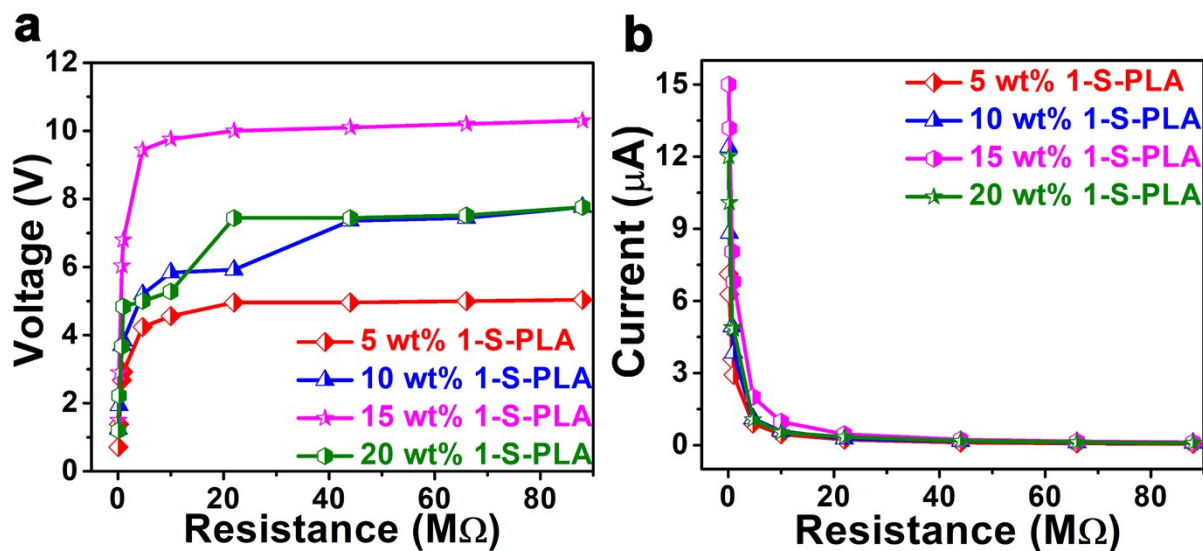 a
12
10
8
6
4
2
0
Voltage (V)
5 wt% 1-S-PLA
10 wt% 1-S-PLA
15 wt% 1-S-PLA
20 wt% 1-S-PLA
0 20 40 60 80
Resistance (MΩ)
b
15
12
9
6
3
0
Current (μA)
5 wt% 1-S-PLA
10 wt% 1-S-PLA
15 wt% 1-S-PLA
20 wt% 1-S-PLA
0 20 40 60 80
Resistance (MΩ)